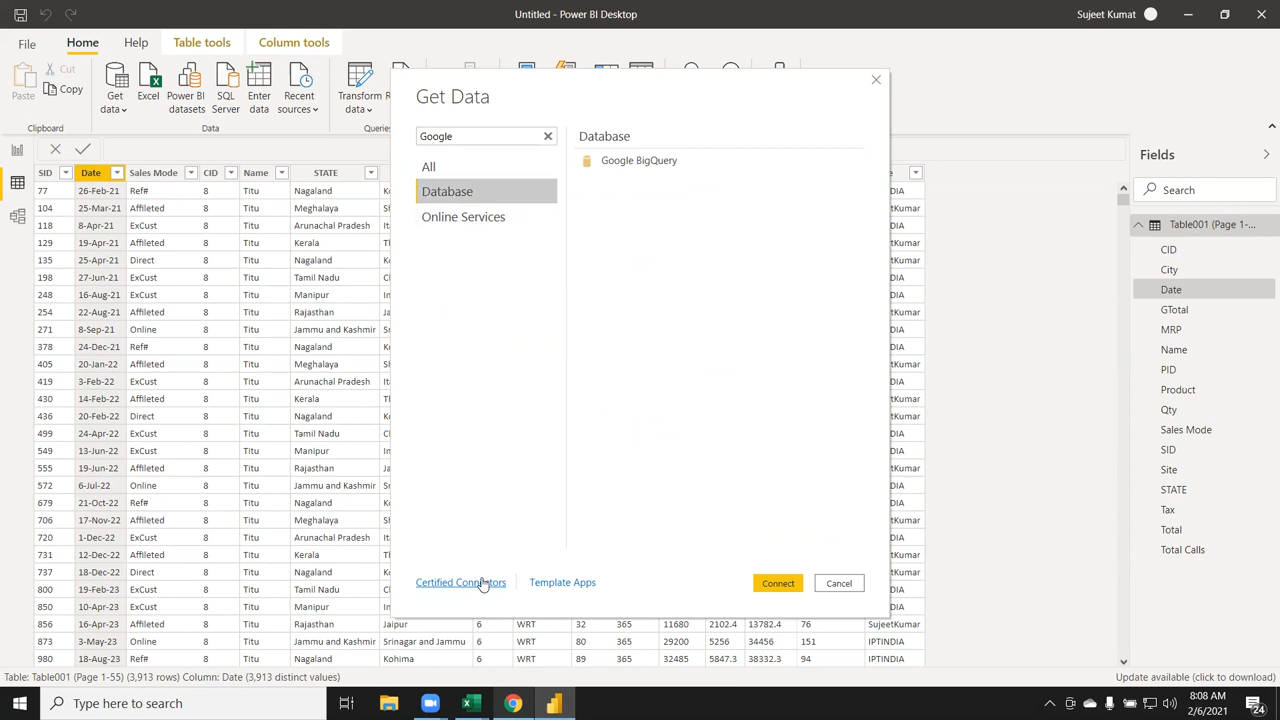 Untitled - Power BI Desktop
Sujeet Kumar
File Home Help Table tools Column tools
Paste
Cut
Copy
Clipboard
Get data
Excel
Power BI datasets
SQL Server
Enter data
Recent sources
Data
Transform
data
Queries
Get Data
Google
All
Database
Online Services
Database
Google BigQuery
Certified Connectors
Template Apps
Connect
Cancel
Fields
Search
Table001 (Page 1-...
CID
City
Date
GTotal
MRP
Name
PID
Product
Qty
Sales Mode
SID
Site
STATE
Tax
Total
Total Calls
SID Date Sales Mode CID Name STATE
77 26-Feb-21 Ref# 8 Titu Nagaland
104 25-Mar-21 Affileted 8 Titu Meghalaya
118 8-Apr-21 ExCust 8 Titu Arunachal Pradesh
129 19-Apr-21 Affileted 8 Titu Kerala
135 25-Apr-21 Direct 8 Titu Nagaland
198 27-Jun-21 ExCust 8 Titu Tamil Nadu
248 16-Aug-21 ExCust 8 Titu Manipur
254 22-Aug-21 Affileted 8 Titu Rajasthan
271 8-Sep-21 Online 8 Titu Jammu and Kashmir
378 24-Dec-21 Ref# 8 Titu Nagaland
405 20-Jan-22 Affileted 8 Titu Meghalaya
419 3-Feb-22 ExCust 8 Titu Arunachal Pradesh
430 14-Feb-22 Affileted 8 Titu Kerala
436 20-Feb-22 Direct 8 Titu Nagaland
499 24-Apr-22 ExCust 8 Titu Tamil Nadu
549 13-Jun-22 ExCust 8 Titu Manipur
555 19-Jun-22 Affileted 8 Titu Rajasthan
572 6-Jul-22 Online 8 Titu Jammu and Kashmir
679 21-Oct-22 Ref# 8 Titu Nagaland
706 17-Nov-22 Affileted 8 Titu Meghalaya
720 1-Dec-22 ExCust 8 Titu Arunachal Pradesh
731 12-Dec-22 Affileted 8 Titu Kerala
737 18-Dec-22 Direct 8 Titu Nagaland
800 19-Feb-23 ExCust 8 Titu Tamil Nadu
850 10-Apr-23 ExCust 8 Titu Manipur
856 16-Apr-23 Affileted 8 Titu Rajasthan Jaipur 6 WRT 32 365 11680 2102.4 13782.4 76 SujeetKumar
873 3-May-23 Online 8 Titu Jammu and Kashmir Srinagar and Jammu 6 WRT 80 365 29200 5256 34456 151 IPTINDIA
980 18-Aug-23 Ref# 8 Titu Nagaland Kohima 6 WRT 89 365 32485 5847.3 38332.3 94 IPTINDIA
Table: Table001 (Page 1-55) (3,913 rows) Column: Date (3,913 distinct values)
Update available (click to download)
Type here to search
8:08 AM
2/6/2021
24